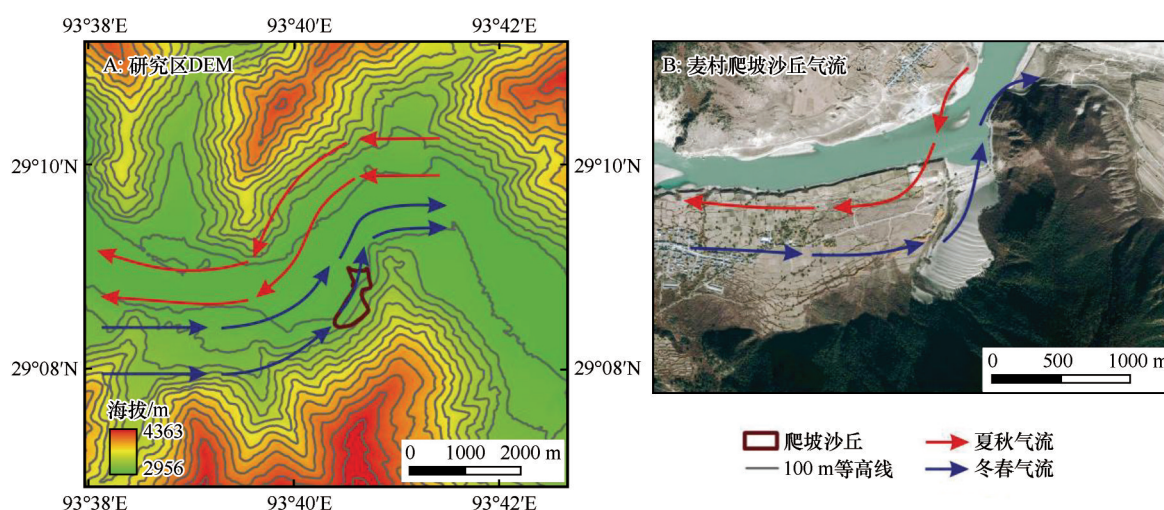 93°38′E
93°40′E
93°42′E
A: 研究区DEM
29°10′N
29°08′N
海拔/m
4363
2956
0 1000 2000 m
93°38′E
93°40′E
93°42′E
B: 麦村爬坡沙丘气流
29°10′N
29°08′N
0 500 1000 m
爬坡沙丘
夏秋气流
100 m等高线
冬春气流